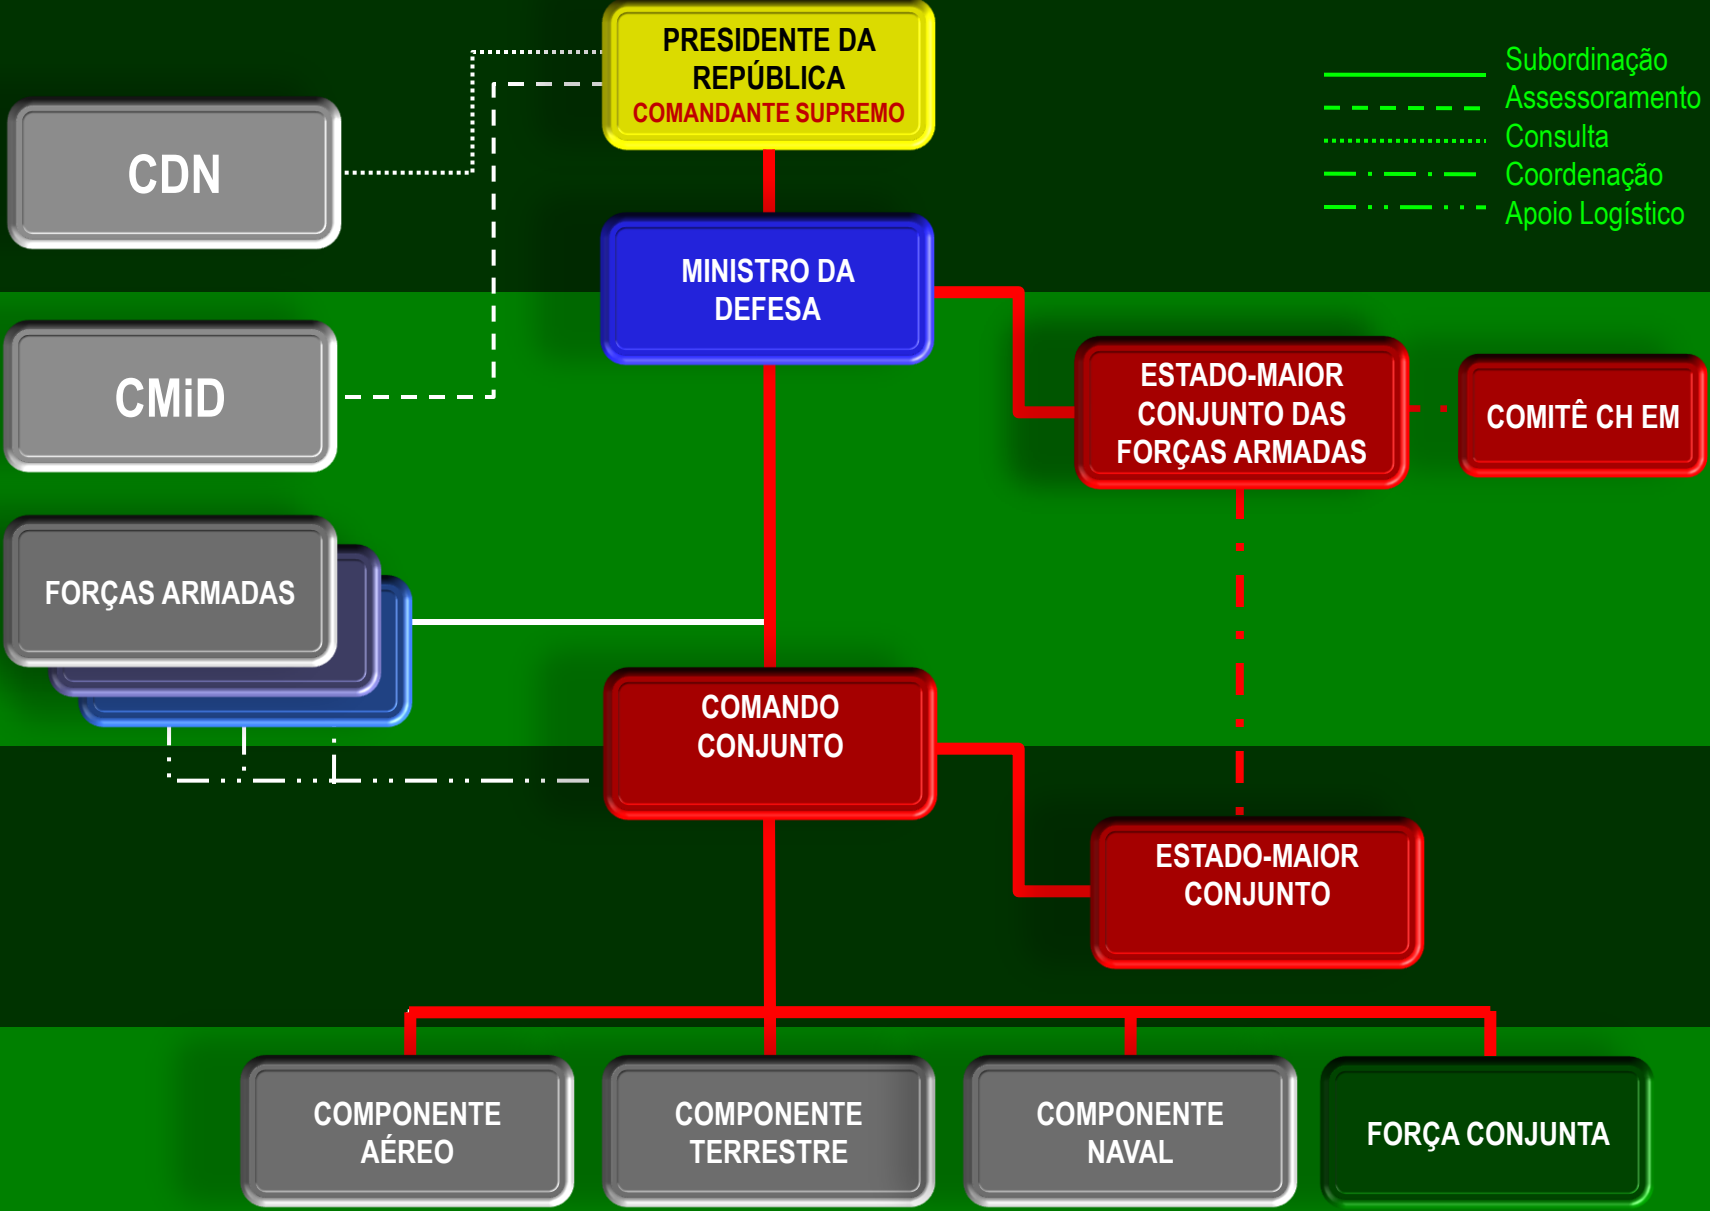 PRESIDENTE DA
REPÚBLICA
COMANDANTE SUPREMO
Subordinação
Assessoramento
Consulta
Coordenação
Apoio Logístico
CDN
MINISTRO DA
DEFESA
CMiD
ESTADO-MAIOR
CONJUNTO DAS
FORÇAS ARMADAS
COMITÊ CH EM
FORÇAS ARMADAS
COMANDO
CONJUNTO
ESTADO-MAIOR
CONJUNTO
COMPONENTE
AÉREO
COMPONENTE
TERRESTRE
COMPONENTE
NAVAL
FORÇA CONJUNTA